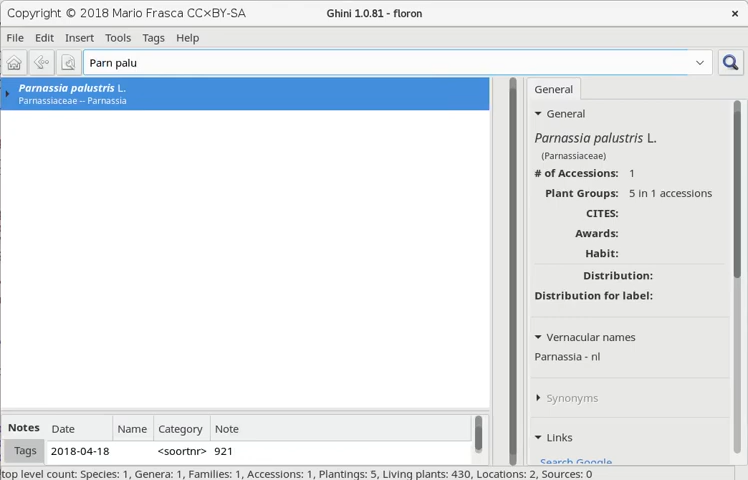 Copyright © 2018 Mario Frasca CC×BY-SA
Ghini 1.0.81 - floron
File Edit Insert Tools Tags Help
Parn palu
Parnassia palustris L.
Parnassiaceae -- Parnassia
General
General
Parnassia palustris L.
(Parnassiaceae)
# of Accessions: 1
Plant Groups: 5 in 1 accessions
CITES:
Awards:
Habit:
Distribution:
Distribution for label:
Vernacular names
Parnassia - nl
Synonyms
Links
Search Google
Notes Date Name Category Note
Tags 2018-04-18 <soortnr> 921
top level count: Species: 1, Genera: 1, Families: 1, Accessions: 1, Plantings: 5, Living plants: 430, Locations: 2, Sources: 0